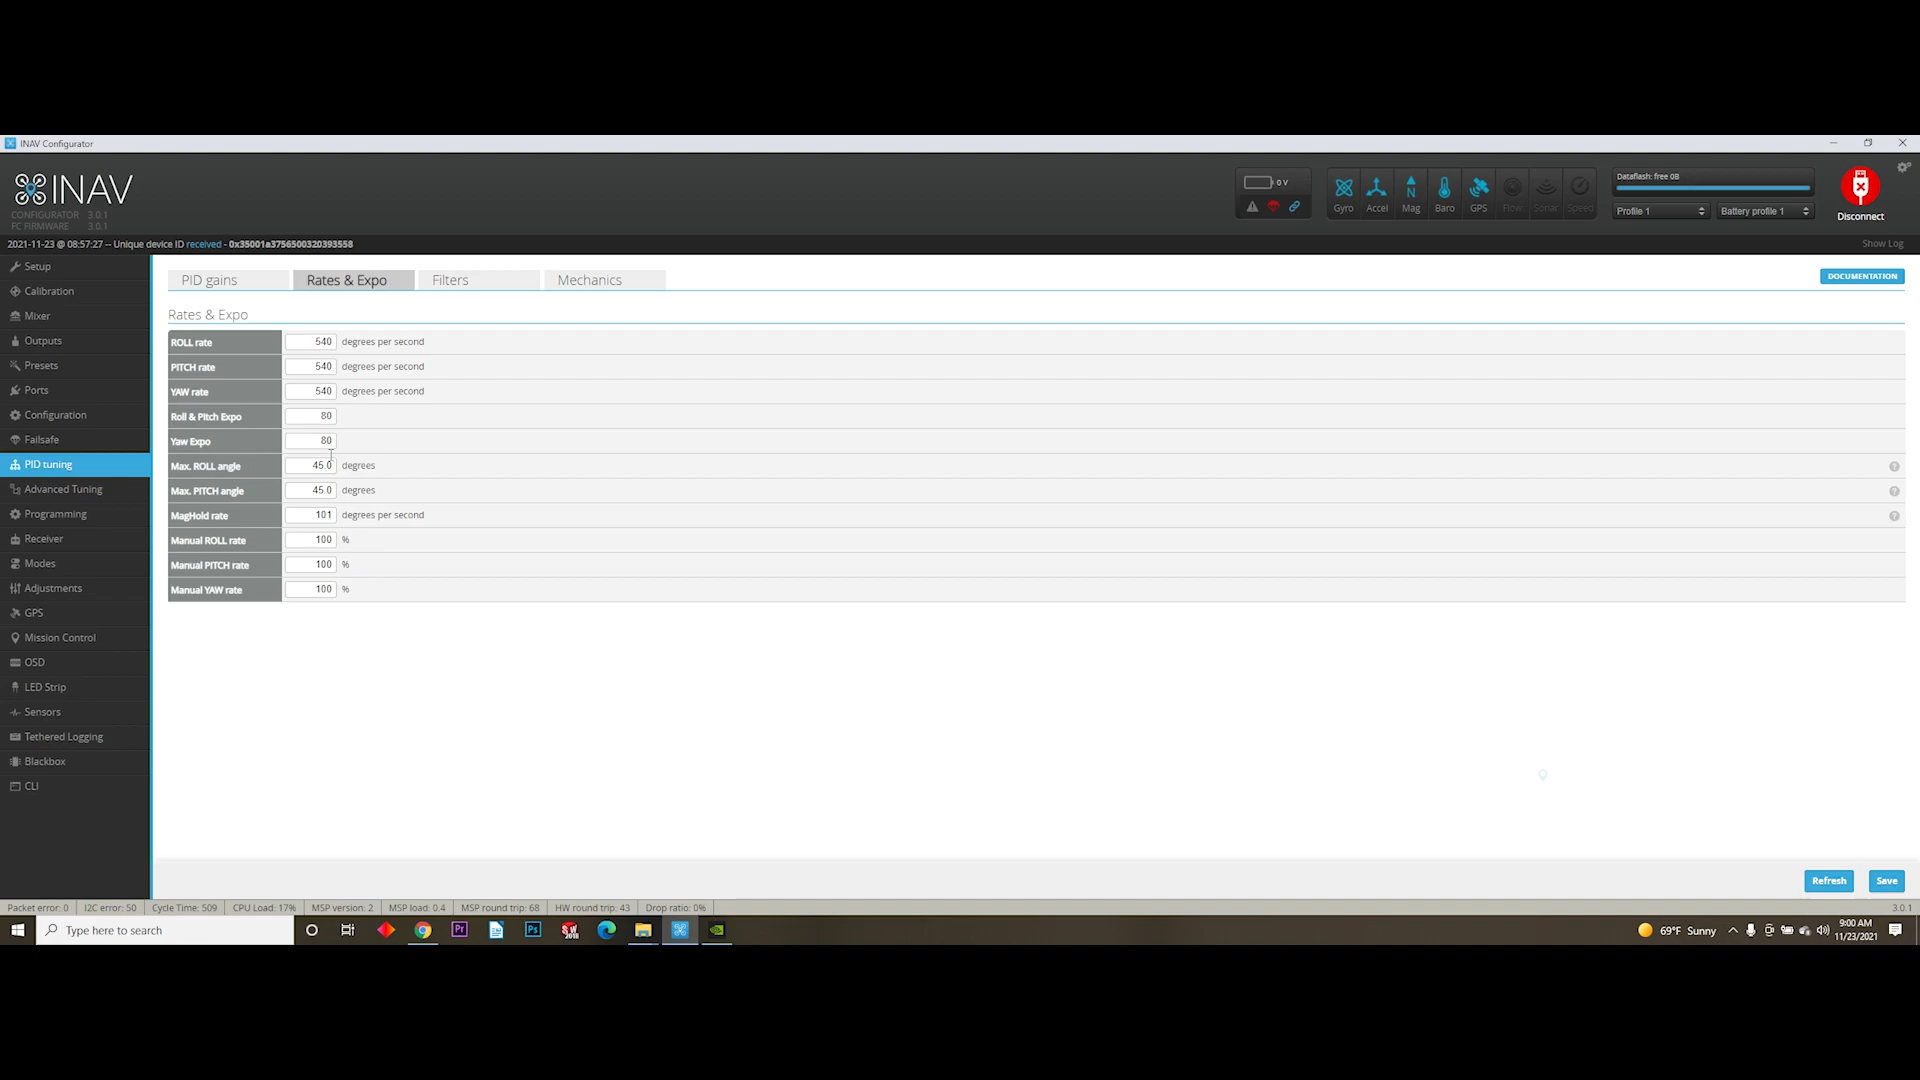 INAV Configurator
INAV
CONFIGURATOR 3.0.1
FC FIRMWARE 3.0.1
0 V
Gyro Accel Mag Baro GPS Flow Sonar Speed
Dataflash: free 0B
Profile 1 Battery profile 1
Disconnect
2021-11-23 @ 08:57:27 -- Unique device ID received - 0x35001a3756500320393558
Show Log
Setup
Calibration
Mixer
Outputs
Presets
Ports
Configuration
Failsafe
PID tuning
Advanced Tuning
Programming
Receiver
Modes
Adjustments
GPS
Mission Control
OSD
LED Strip
Sensors
Tethered Logging
Blackbox
CLI
PID gains Rates & Expo Filters Mechanics
DOCUMENTATION
Rates & Expo
ROLL rate 540 degrees per second
PITCH rate 540 degrees per second
YAW rate 540 degrees per second
Roll & Pitch Expo 80
Yaw Expo 80
Max. ROLL angle 45.0 degrees
Max. PITCH angle 45.0 degrees
MagHold rate 101 degrees per second
Manual ROLL rate 100 %
Manual PITCH rate 100 %
Manual YAW rate 100 %
Refresh Save
Packet error: 0 I2C error: 50 Cycle Time: 509 CPU Load: 17% MSP version: 2 MSP load: 0.4 MSP round trip: 68 HW round trip: 43 Drop ratio: 0% 3.0.1
Type here to search
Pr
Ps
SW
2018
69°F Sunny
9:00 AM
11/23/2021